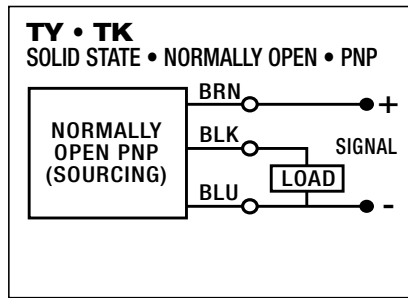 TY • TK
SOLID STATE • NORMALLY OPEN • PNP
BRN
+
NORMALLY
OPEN PNP
(SOURCING)
BLK
SIGNAL
LOAD
BLU
-